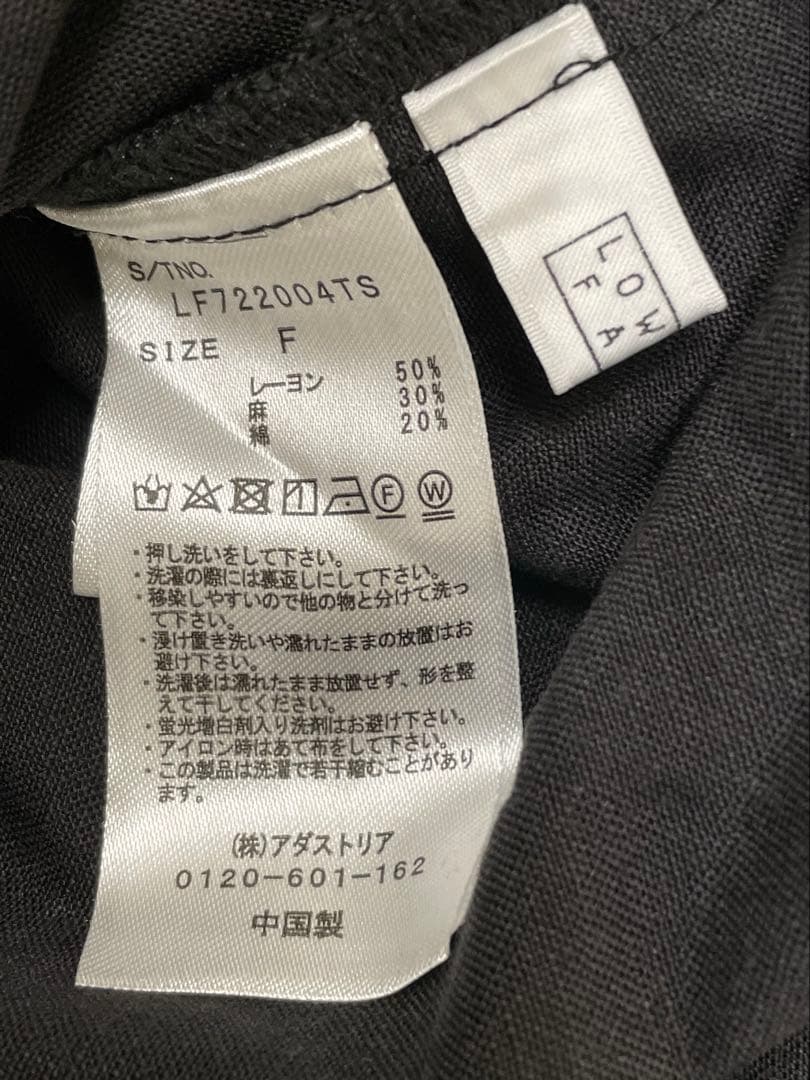 S/TNO.
LF722004TS
SIZE F
レーヨン 50%
麻 30%
綿 20%
F W
・押し洗いをして下さい。
・洗濯の際には裏返しにして下さい。
・移染しやすいので他の物と分けて洗っ
て下さい。
・浸け置き洗いや濡れたままの放置はお
避け下さい。
・洗濯後は濡れたまま放置せず、形を整
えて干してください。
・蛍光増白剤入り洗剤はお避け下さい。
・アイロン時はあて布をして下さい。
・この製品は洗濯で若干縮むことがあり
ます。
(株)アダストリア
0120-601-162
中国製
LOW
FA